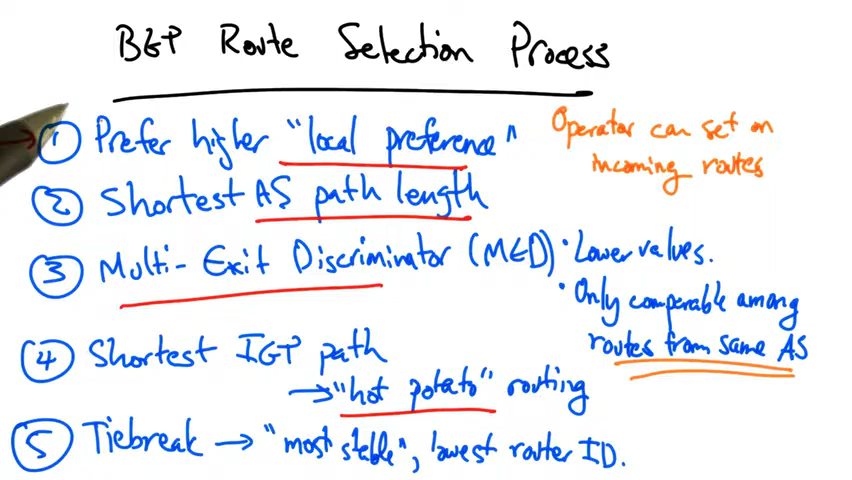 BGP Route Selection Process
① Prefer higher "local preference"
Operator can set on
incoming routes
② Shortest AS path length
③ Multi-Exit Discriminator (MED)
• Lower values.
• Only comparable among
routes from same AS
④ Shortest IGP path
→ "hot potato" routing
⑤ Tiebreak → "most stable", lowest router ID.